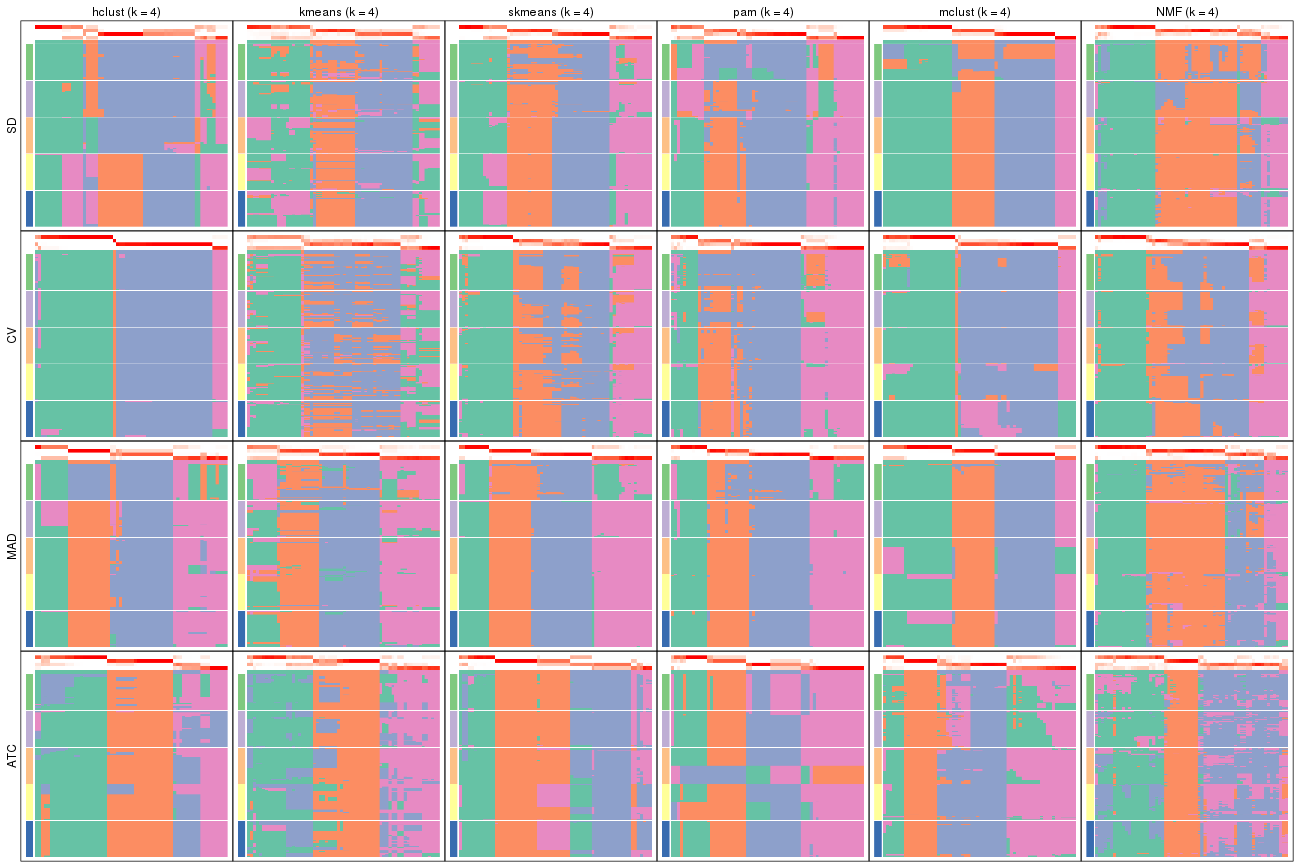 hclust (k = 4) kmeans (k = 4) skmeans (k = 4) pam (k = 4) mclust (k = 4) NMF (k = 4)
SD
CV
MAD
ATC